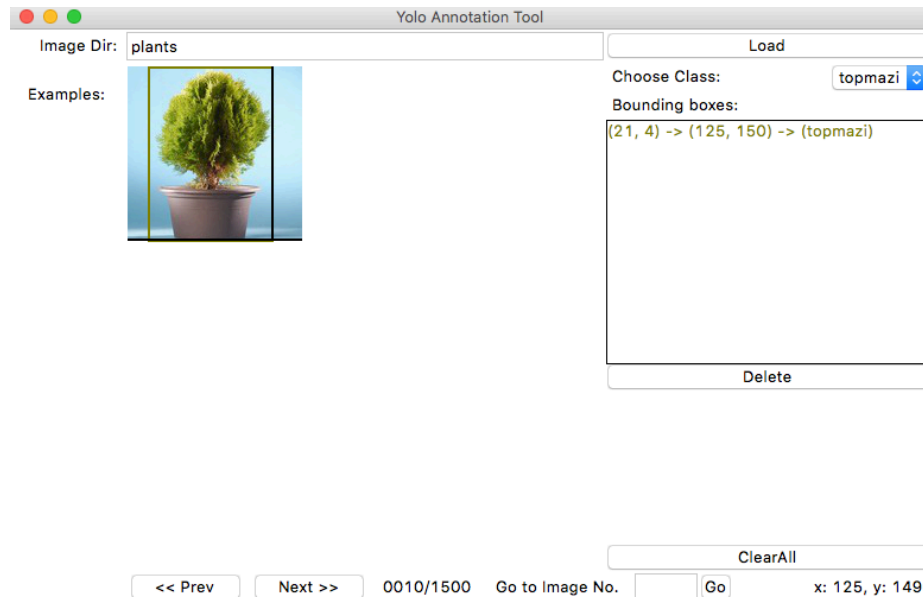 Yolo Annotation Tool
Image Dir: plants Load
Choose Class: topmazi
Examples:
Bounding boxes:
(21, 4) -> (125, 150) -> (topmazi)
Delete
ClearAll
<< Prev Next >> 0010/1500 Go to Image No. Go x: 125, y: 149